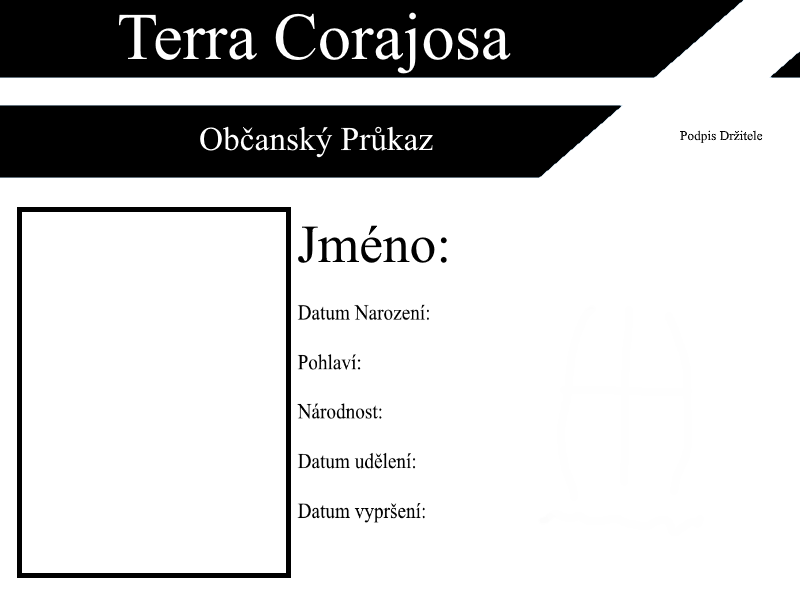 Terra Corajosa
Občanský Průkaz
Podpis Držitele
Jméno:
Datum Narození:
Pohlaví:
Národnost:
Datum udělení:
Datum vypršení: